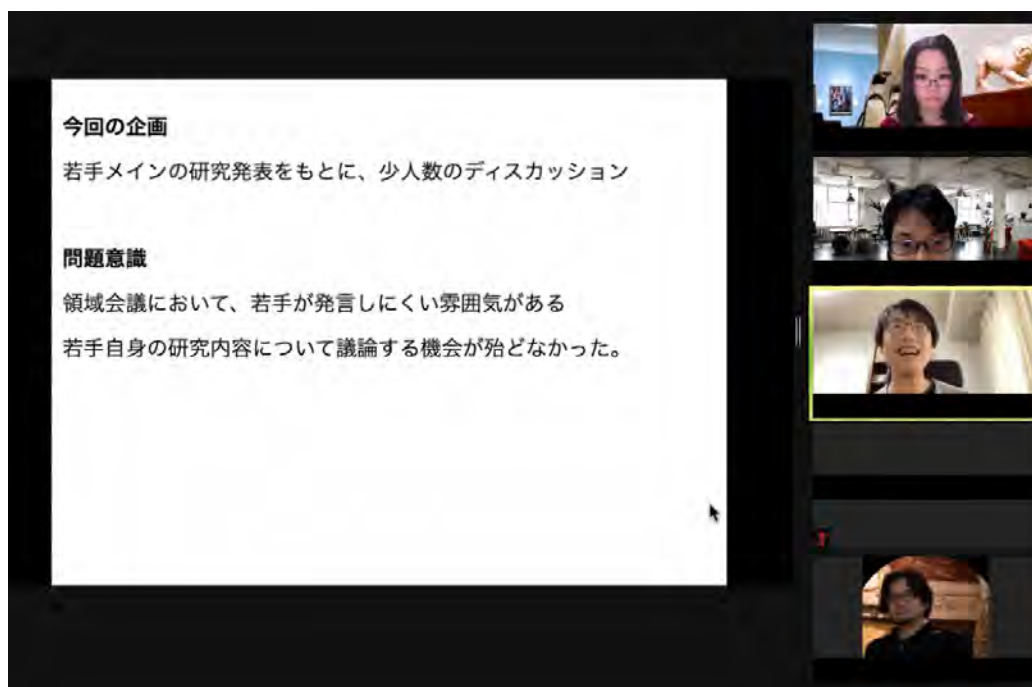 今回の企画
若手メインの研究発表をもとに、少人数のディスカッション
問題意識
領域会議において、若手が発言しにくい雰囲気がある
若手自身の研究内容について議論する機会が殆どなかった。